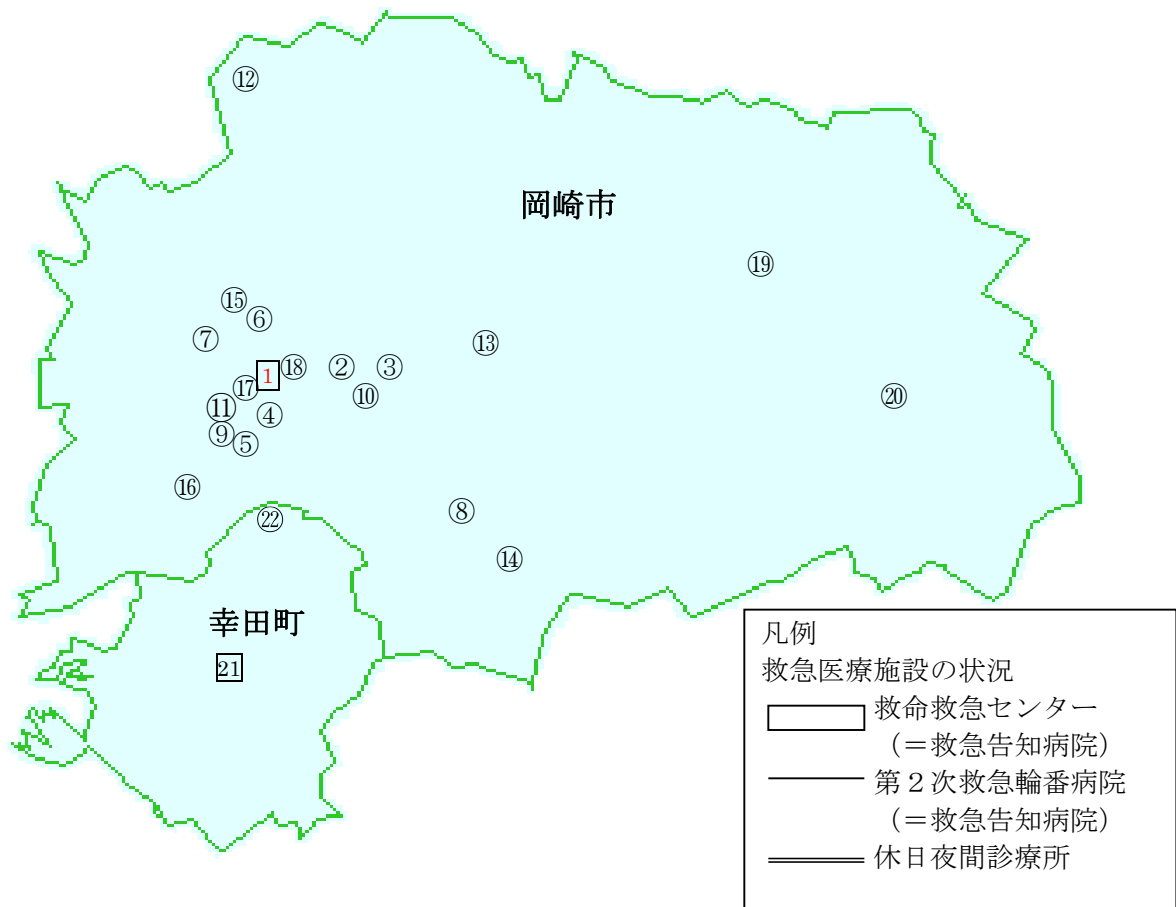 ⑫
岡崎市
⑲
⑮
⑥
⑦
⑬
1
⑱
②
③
⑰
⑩
⑳
⑪
④
⑨
⑤
⑯
⑧
㉒
⑭
幸田町
21
凡例
救急医療施設の状況
救命救急センター
（＝救急告知病院）
第２次救急輪番病院
（＝救急告知病院）
休日夜間診療所